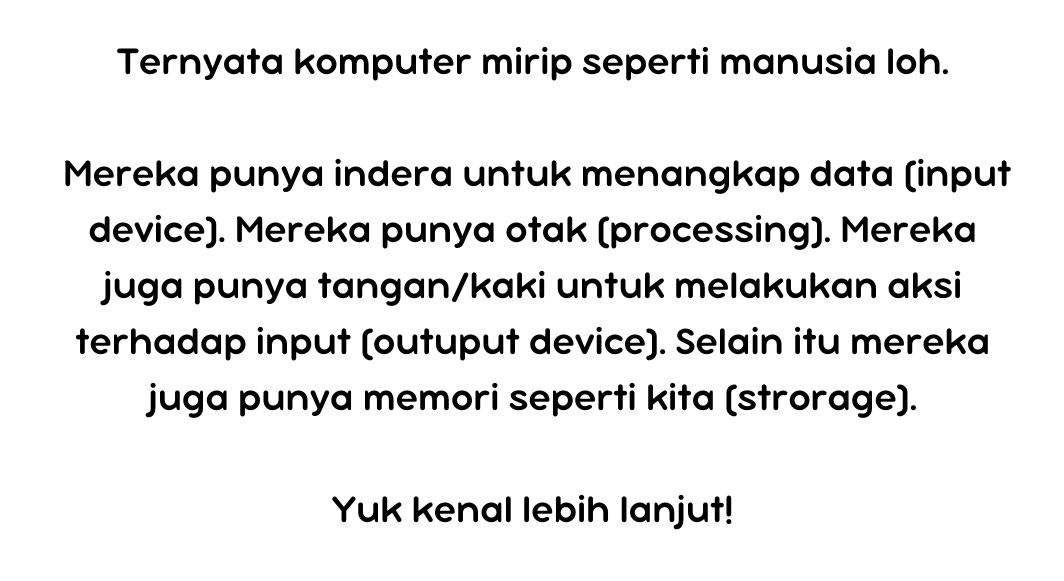 Ternyata komputer mirip seperti manusia loh.
Mereka punya indera untuk menangkap data (input
device). Mereka punya otak (processing). Mereka
juga punya tangan/kaki untuk melakukan aksi
terhadap input (outuput device). Selain itu mereka
juga punya memori seperti kita (strorage).
Yuk kenal lebih lanjut!